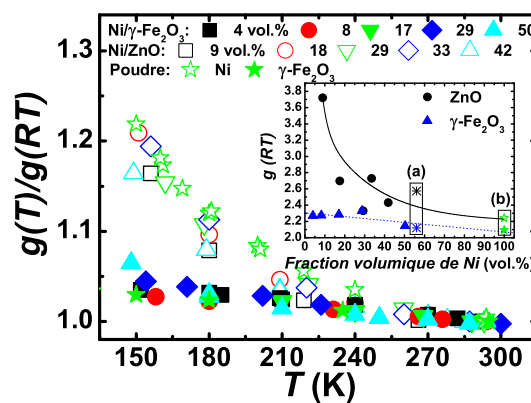 Ni/γ-Fe₂O₃: 4 vol.% 8 17 29 50
Ni/ZnO: 9 vol.% 18 29 33 42
Poudre: Ni γ-Fe₂O₃
g(T)/g(RT)
1.3
1.2
1.1
1.0
150 180 210 240 270 300
T (K)
g (RT)
3.8
3.6
3.4
3.2
3.0
2.8
2.6
2.4
2.2
2.0
ZnO
γ-Fe₂O₃
(a)
(b)
0 10 20 30 40 50 60 70 80 90 100
Fraction volumique de Ni (vol.%)